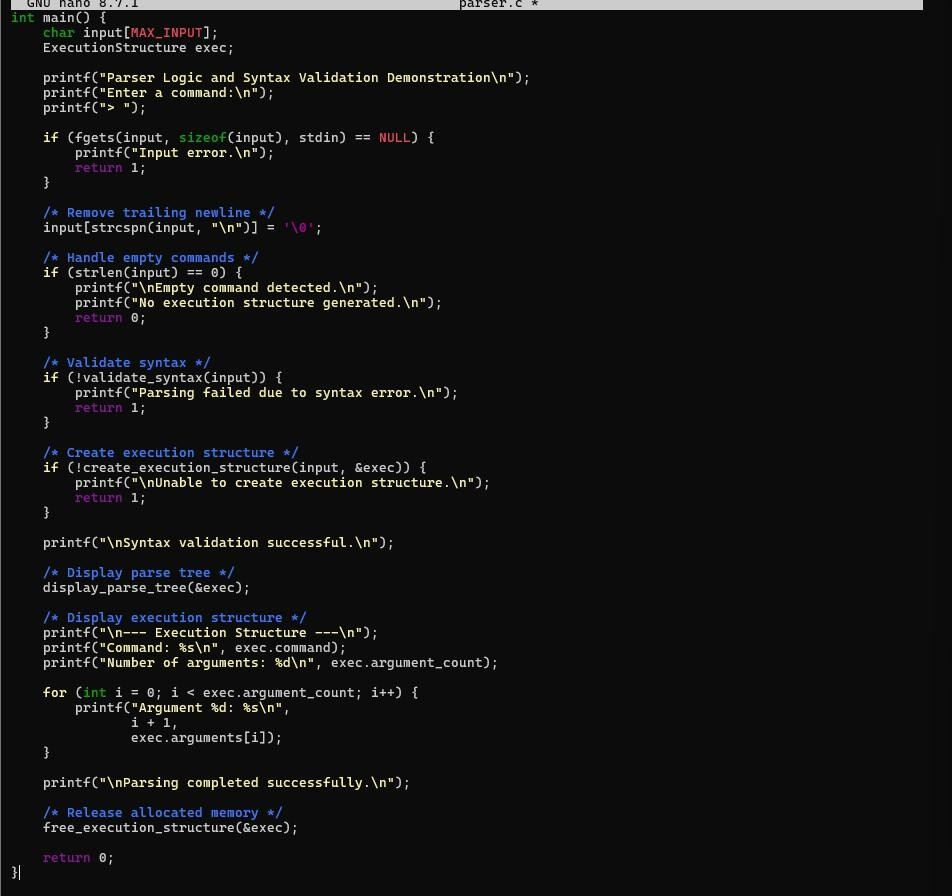 GNU nano 8.7.1 parser.c *
int main() {
    char input[MAX_INPUT];
    ExecutionStructure exec;

    printf("Parser Logic and Syntax Validation Demonstration\n");
    printf("Enter a command:\n");
    printf("> ");

    if (fgets(input, sizeof(input), stdin) == NULL) {
        printf("Input error.\n");
        return 1;
    }

    /* Remove trailing newline */
    input[strcspn(input, "\n")] = '\0';

    /* Handle empty commands */
    if (strlen(input) == 0) {
        printf("\nEmpty command detected.\n");
        printf("No execution structure generated.\n");
        return 0;
    }

    /* Validate syntax */
    if (!validate_syntax(input)) {
        printf("Parsing failed due to syntax error.\n");
        return 1;
    }

    /* Create execution structure */
    if (!create_execution_structure(input, &exec)) {
        printf("\nUnable to create execution structure.\n");
        return 1;
    }

    printf("\nSyntax validation successful.\n");

    /* Display parse tree */
    display_parse_tree(&exec);

    /* Display execution structure */
    printf("\n--- Execution Structure ---\n");
    printf("Command: %s\n", exec.command);
    printf("Number of arguments: %d\n", exec.argument_count);

    for (int i = 0; i < exec.argument_count; i++) {
        printf("Argument %d: %s\n",
               i + 1,
               exec.arguments[i]);
    }

    printf("\nParsing completed successfully.\n");

    /* Release allocated memory */
    free_execution_structure(&exec);

    return 0;
}